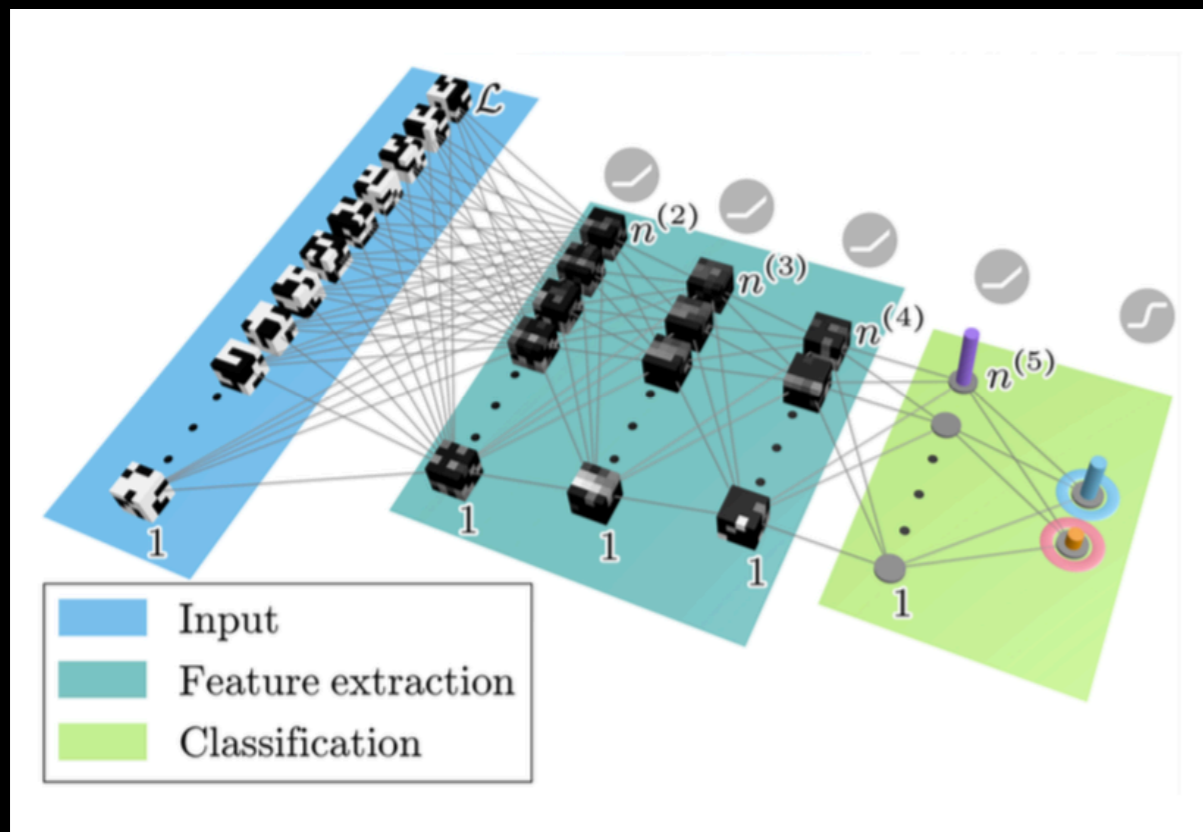 ℒ
n^(2)
n^(3)
n^(4)
n^(5)
1
1
1
1
1
Input
Feature extraction
Classification